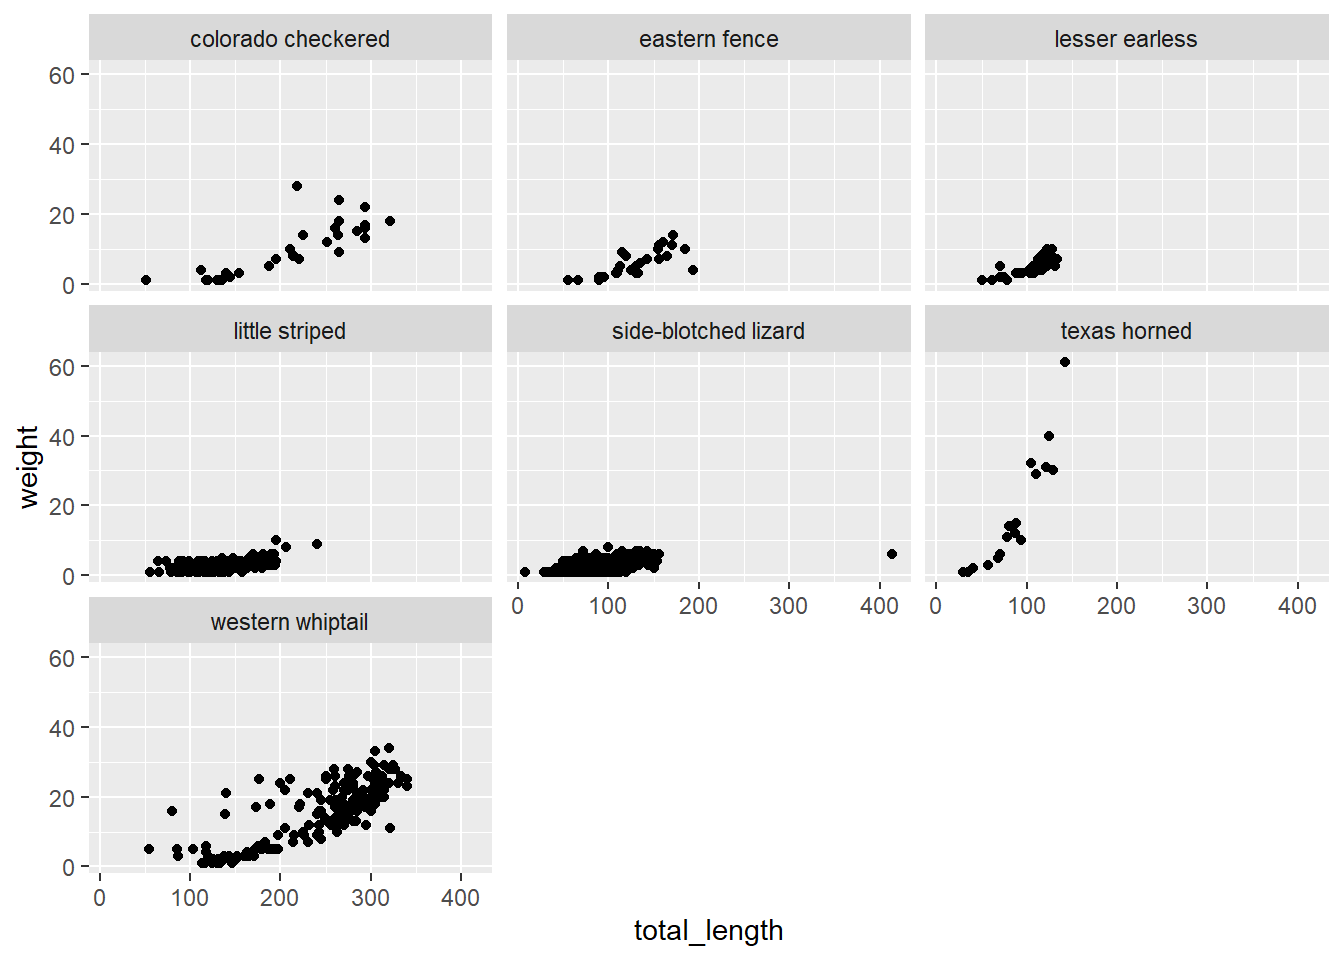 colorado checkered
eastern fence
lesser earless
60
40
20
0
little striped
side-blotched lizard
texas horned
60
40
20
0
0 100 200 300 400
0 100 200 300 400
western whiptail
60
40
20
0
0 100 200 300 400
weight
total_length